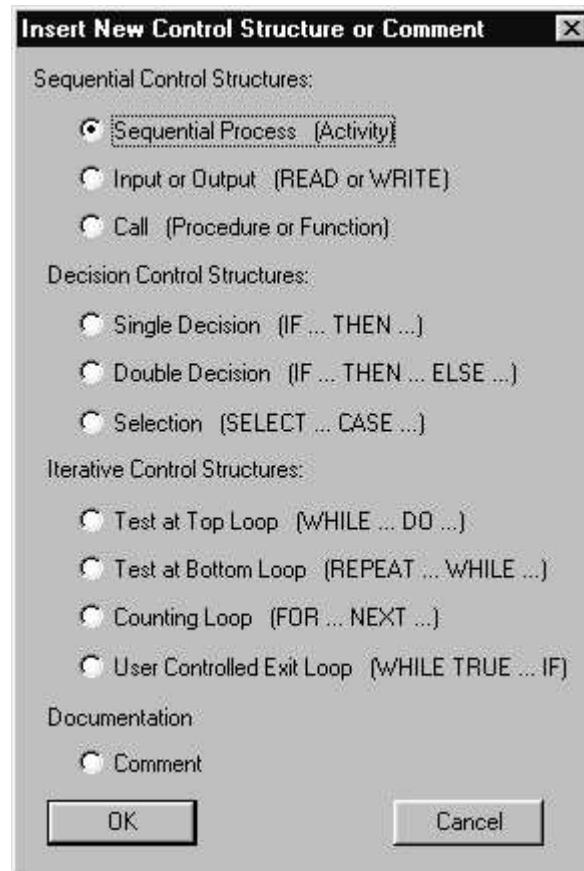 Insert New Control Structure or Comment
Sequential Control Structures:
Sequential Process (Activity)
Input or Output (READ or WRITE)
Call (Procedure or Function)
Decision Control Structures:
Single Decision (IF ... THEN ...)
Double Decision (IF ... THEN ... ELSE ...)
Selection (SELECT ... CASE ...)
Iterative Control Structures:
Test at Top Loop (WHILE ... DO ...)
Test at Bottom Loop (REPEAT ... WHILE ...)
Counting Loop (FOR ... NEXT ...)
User Controlled Exit Loop (WHILE TRUE ... IF)
Documentation
Comment
OK Cancel